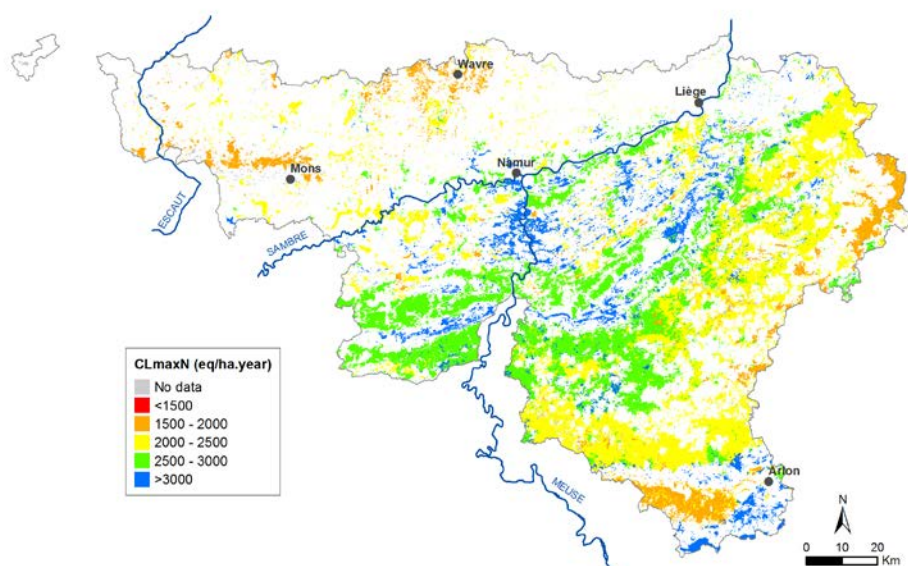 Wavre
Liège
Mons
Namur
ESCAUT
SAMBRE
CLmaxN (eq/ha.year)
No data
<1500
1500 - 2000
2000 - 2500
2500 - 3000
>3000
MEUSE
Arlon
N
0 10 20
Km